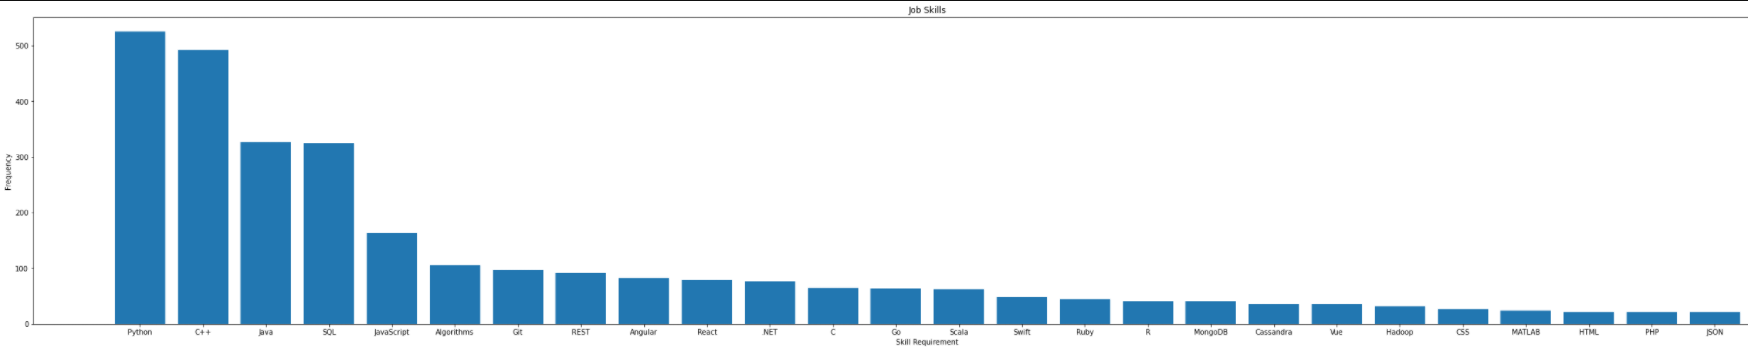 Job Skills
Frequency
500
400
300
200
100
0
Python C++ Java SQL JavaScript Algorithms Git REST Angular React .NET C Go Scala Swift Ruby R MongoDB Cassandra Vue Hadoop CSS MATLAB HTML PHP JSON
Skill Requirement